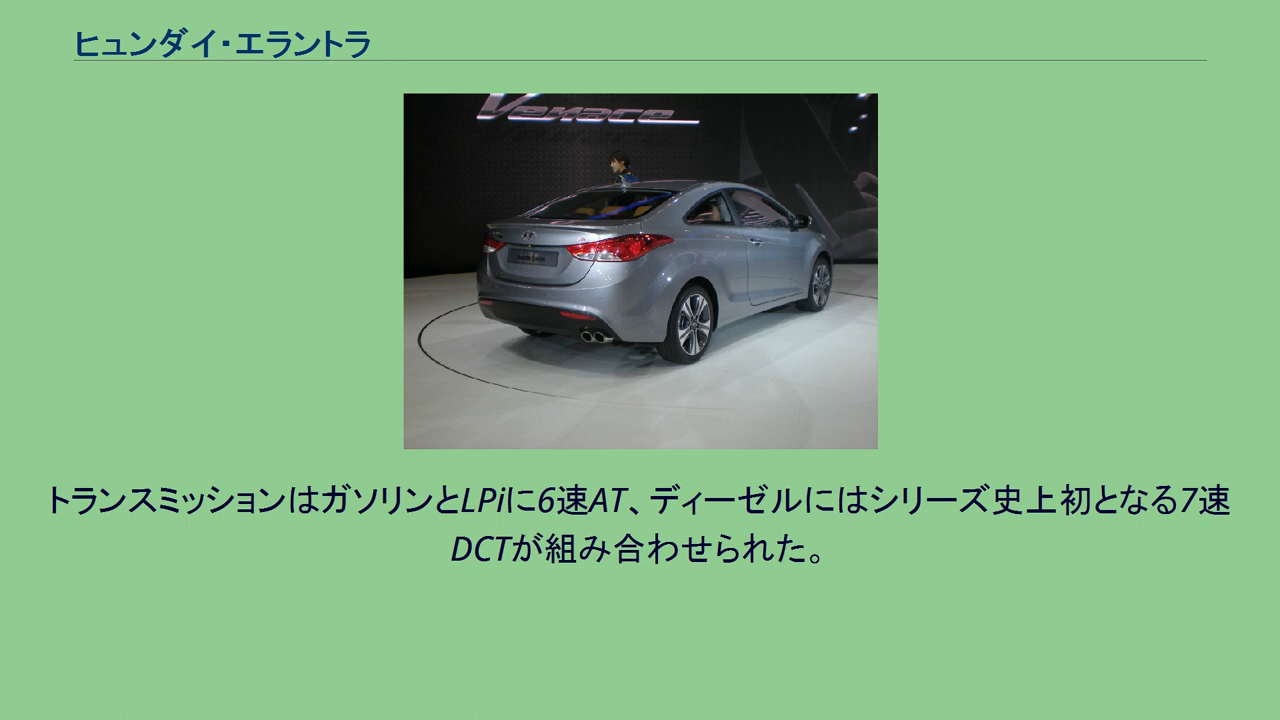 ヒュンダイ・エラントラ
Venace
トランスミッションはガソリンとLPiに6速AT、ディーゼルにはシリーズ史上初となる7速
DCTが組み合わせられた。